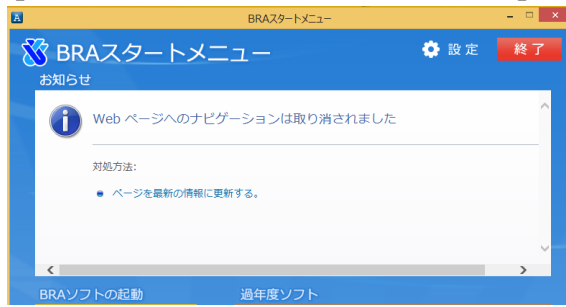 BRAスタートメニュー
BRAスタートメニュー
設定
終了
お知らせ
Web ページへのナビゲーションは取り消されました
対処方法:
ページを最新の情報に更新する。
BRAソフトの起動
過年度ソフト